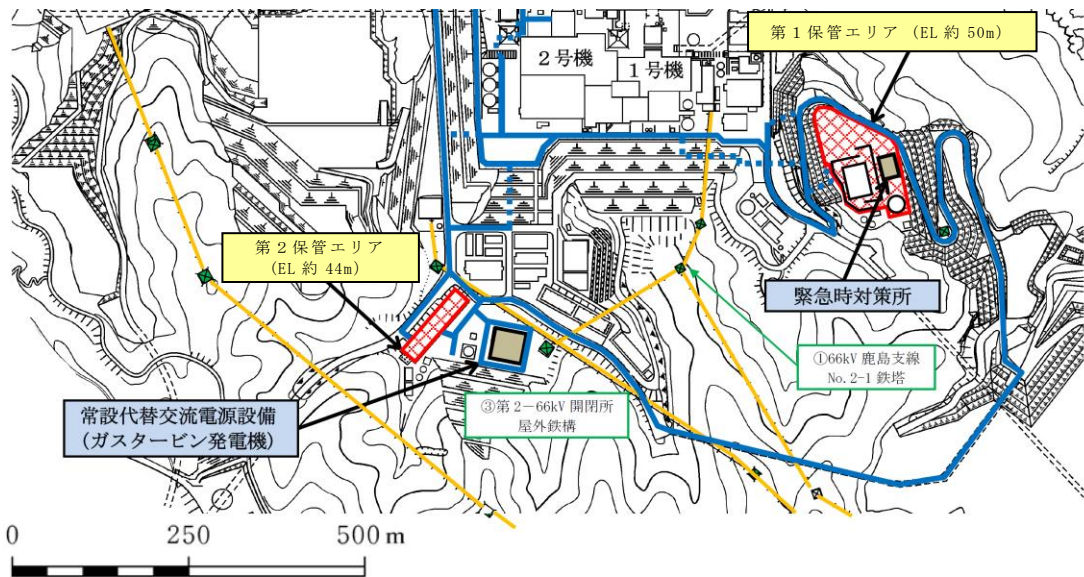 第1保管エリア (EL 約 50m)
2号機
1号機
第2保管エリア
(EL 約 44m)
緊急時対策所
①66kV 鹿島支線
No.2-1 鉄塔
③第2－66kV 開閉所
屋外鉄構
常設代替交流電源設備
(ガスタービン発電機)
0 250 500 m